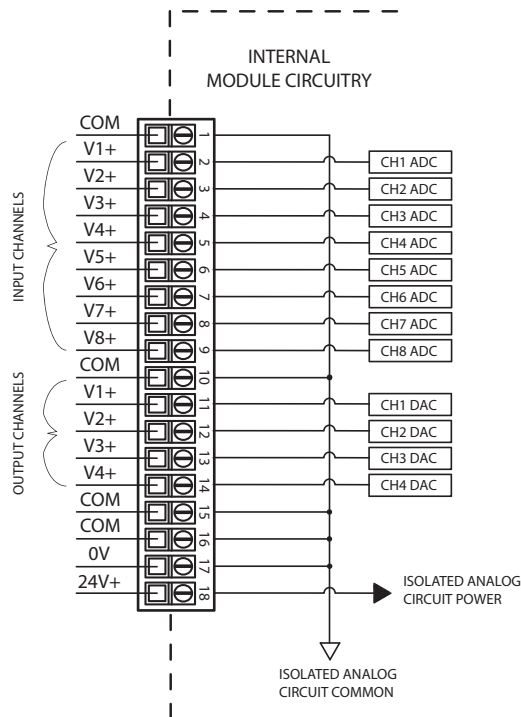 INTERNAL
MODULE CIRCUITRY
INPUT CHANNELS
OUTPUT CHANNELS
COM 1
V1+ 2 CH1 ADC
V2+ 3 CH2 ADC
V3+ 4 CH3 ADC
V4+ 5 CH4 ADC
V5+ 6 CH5 ADC
V6+ 7 CH6 ADC
V7+ 8 CH7 ADC
V8+ 9 CH8 ADC
COM 10
V1+ 11 CH1 DAC
V2+ 12 CH2 DAC
V3+ 13 CH3 DAC
V4+ 14 CH4 DAC
COM 15
COM 16
0V 17
24V+ 18
ISOLATED ANALOG
CIRCUIT POWER
ISOLATED ANALOG
CIRCUIT COMMON